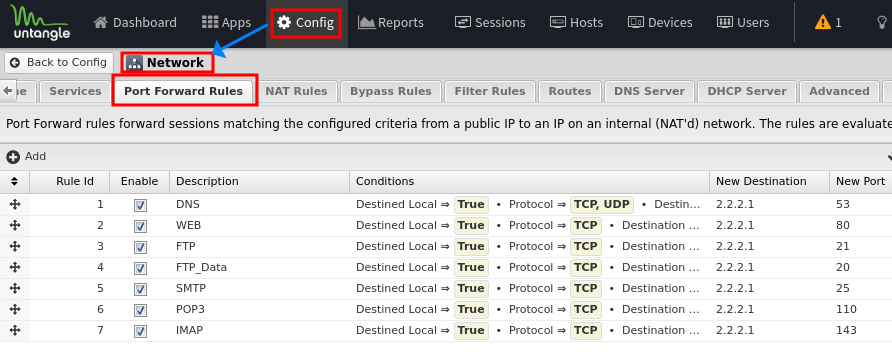 untangle Dashboard Apps Config Reports Sessions Hosts Devices Users 1
Back to Config Network
ne Services Port Forward Rules NAT Rules Bypass Rules Filter Rules Routes DNS Server DHCP Server Advanced
Port Forward rules forward sessions matching the configured criteria from a public IP to an IP on an internal (NAT'd) network. The rules are evaluate
Add
Rule Id Enable Description Conditions New Destination New Port
1 DNS Destined Local ⇒ True • Protocol ⇒ TCP, UDP • Destin... 2.2.2.1 53
2 WEB Destined Local ⇒ True • Protocol ⇒ TCP • Destination ... 2.2.2.1 80
3 FTP Destined Local ⇒ True • Protocol ⇒ TCP • Destination ... 2.2.2.1 21
4 FTP_Data Destined Local ⇒ True • Protocol ⇒ TCP • Destination ... 2.2.2.1 20
5 SMTP Destined Local ⇒ True • Protocol ⇒ TCP • Destination ... 2.2.2.1 25
6 POP3 Destined Local ⇒ True • Protocol ⇒ TCP • Destination ... 2.2.2.1 110
7 IMAP Destined Local ⇒ True • Protocol ⇒ TCP • Destination ... 2.2.2.1 143